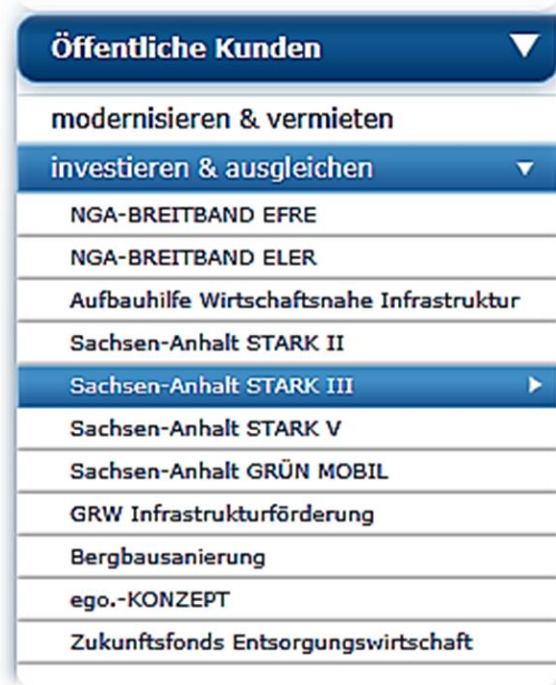 Öffentliche Kunden
modernisieren & vermieten
investieren & ausgleichen
NGA-BREITBAND EFRE
NGA-BREITBAND ELER
Aufbauhilfe Wirtschaftsnahe Infrastruktur
Sachsen-Anhalt STARK II
Sachsen-Anhalt STARK III
Sachsen-Anhalt STARK V
Sachsen-Anhalt GRÜN MOBIL
GRW Infrastrukturförderung
Bergbausanierung
ego.-KONZEPT
Zukunftsfonds Entsorgungswirtschaft